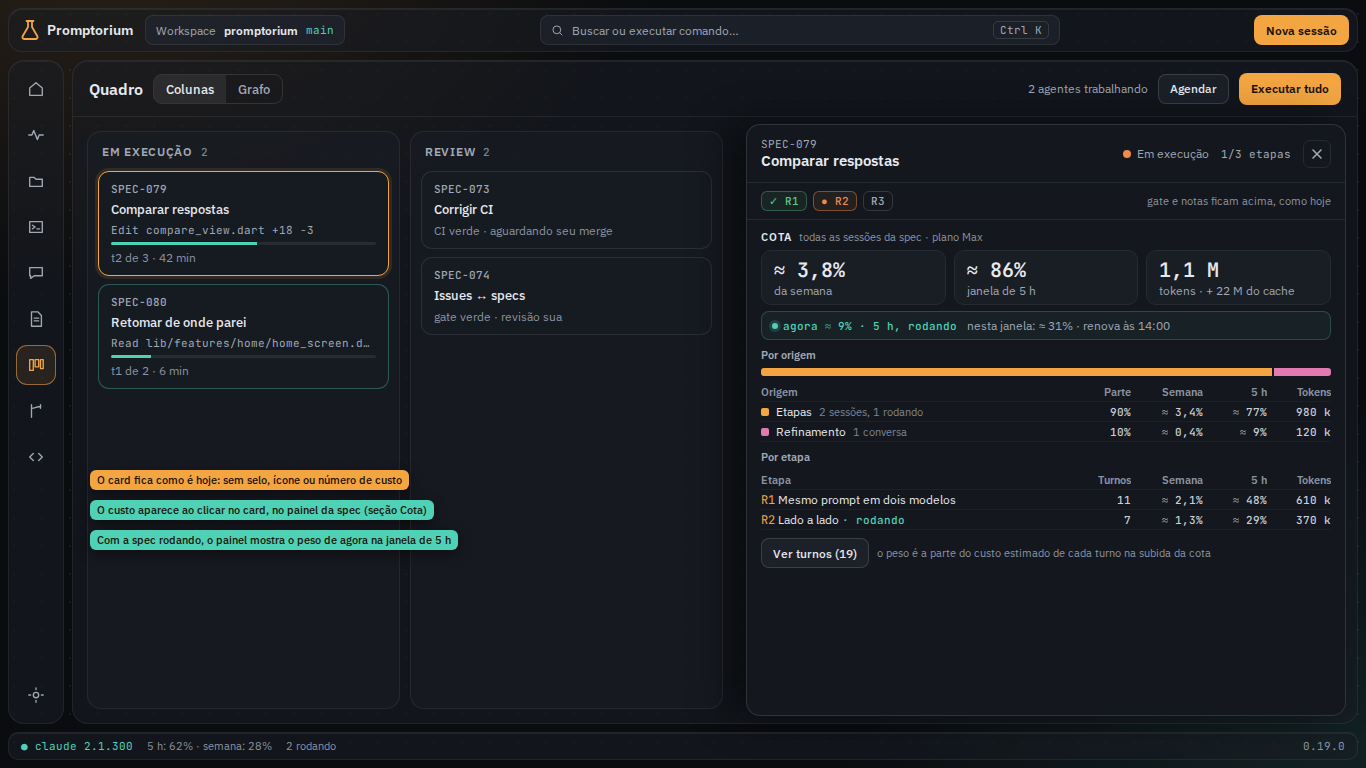 Promptorium
Workspace promptorium main
Buscar ou executar comando...
Ctrl K
Nova sessão
Quadro
Colunas
Grafo
2 agentes trabalhando
Agendar
Executar tudo
EM EXECUÇÃO 2
SPEC-079
Comparar respostas
Edit compare_view.dart +18 -3
t2 de 3 · 42 min
SPEC-080
Retomar de onde parei
Read lib/features/home/home_screen.d…
t1 de 2 · 6 min
O card fica como é hoje: sem selo, ícone ou número de custo
O custo aparece ao clicar no card, no painel da spec (seção Cota)
Com a spec rodando, o painel mostra o peso de agora na janela de 5 h
REVIEW 2
SPEC-073
Corrigir CI
CI verde · aguardando seu merge
SPEC-074
Issues ↔ specs
gate verde · revisão sua
SPEC-079
Comparar respostas
Em execução 1/3 etapas
✓ R1
● R2
R3
gate e notas ficam acima, como hoje
COTA todas as sessões da spec · plano Max
≈ 3,8%
da semana
≈ 86%
janela de 5 h
1,1 M
tokens · + 22 M do cache
agora ≈ 9% · 5 h, rodando nesta janela: ≈ 31% · renova às 14:00
Por origem
Origem Parte Semana 5 h Tokens
Etapas 2 sessões, 1 rodando 90% ≈ 3,4% ≈ 77% 980 k
Refinamento 1 conversa 10% ≈ 0,4% ≈ 9% 120 k
Por etapa
Etapa Turnos Semana 5 h Tokens
R1 Mesmo prompt em dois modelos 11 ≈ 2,1% ≈ 48% 610 k
R2 Lado a lado · rodando 7 ≈ 1,3% ≈ 29% 370 k
Ver turnos (19)
o peso é a parte do custo estimado de cada turno na subida da cota
claude 2.1.300 5 h: 62% · semana: 28% 2 rodando
0.19.0